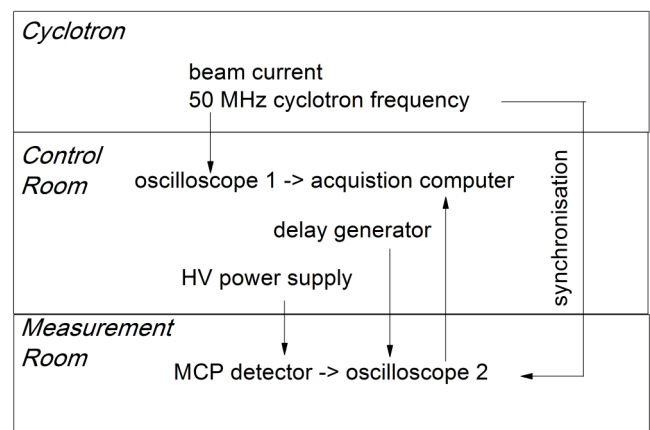 Cyclotron
beam current
50 MHz cyclotron frequency
Control
Room
oscilloscope 1 -> acquistion computer
synchronisation
delay generator
HV power supply
Measurement
Room
MCP detector -> oscilloscope 2